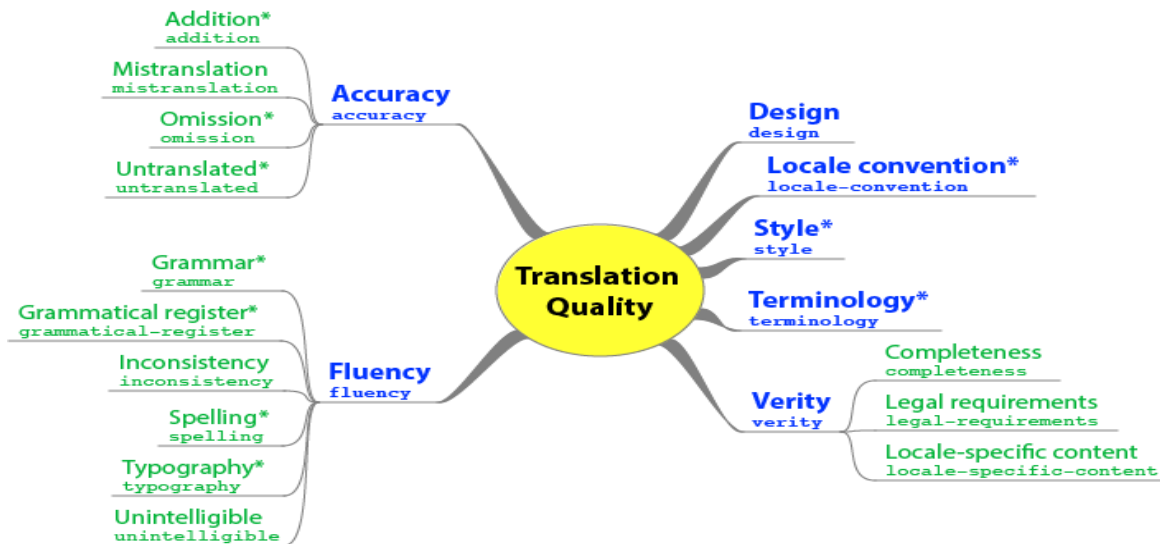 Addition*
addition
Mistranslation
mistranslation
Omission*
omission
Untranslated*
untranslated
Accuracy
accuracy
Grammar*
grammar
Grammatical register*
grammatical-register
Inconsistency
inconsistency
Spelling*
spelling
Typography*
typography
Unintelligible
unintelligible
Fluency
fluency
Translation
Quality
Design
design
Locale convention*
locale-convention
Style*
style
Terminology*
terminology
Verity
verity
Completeness
completeness
Legal requirements
legal-requirements
Locale-specific content
locale-specific-content